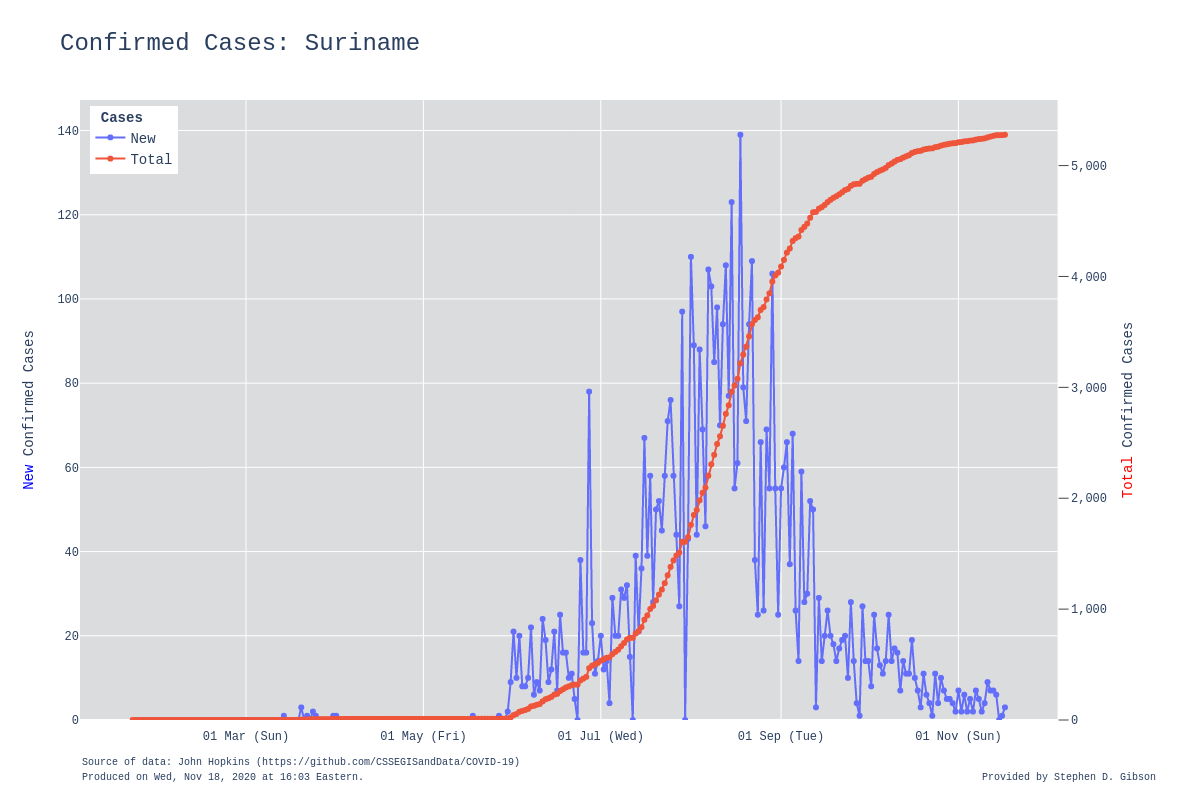 Confirmed Cases: Suriname
Cases
New
Total
140
120
100
80
60
40
20
0
5,000
4,000
3,000
2,000
1,000
0
New Confirmed Cases
Total Confirmed Cases
01 Mar (Sun)
01 May (Fri)
01 Jul (Wed)
01 Sep (Tue)
01 Nov (Sun)
Source of data: John Hopkins (https://github.com/CSSEGISandData/COVID-19)
Produced on Wed, Nov 18, 2020 at 16:03 Eastern.
Provided by Stephen D. Gibson